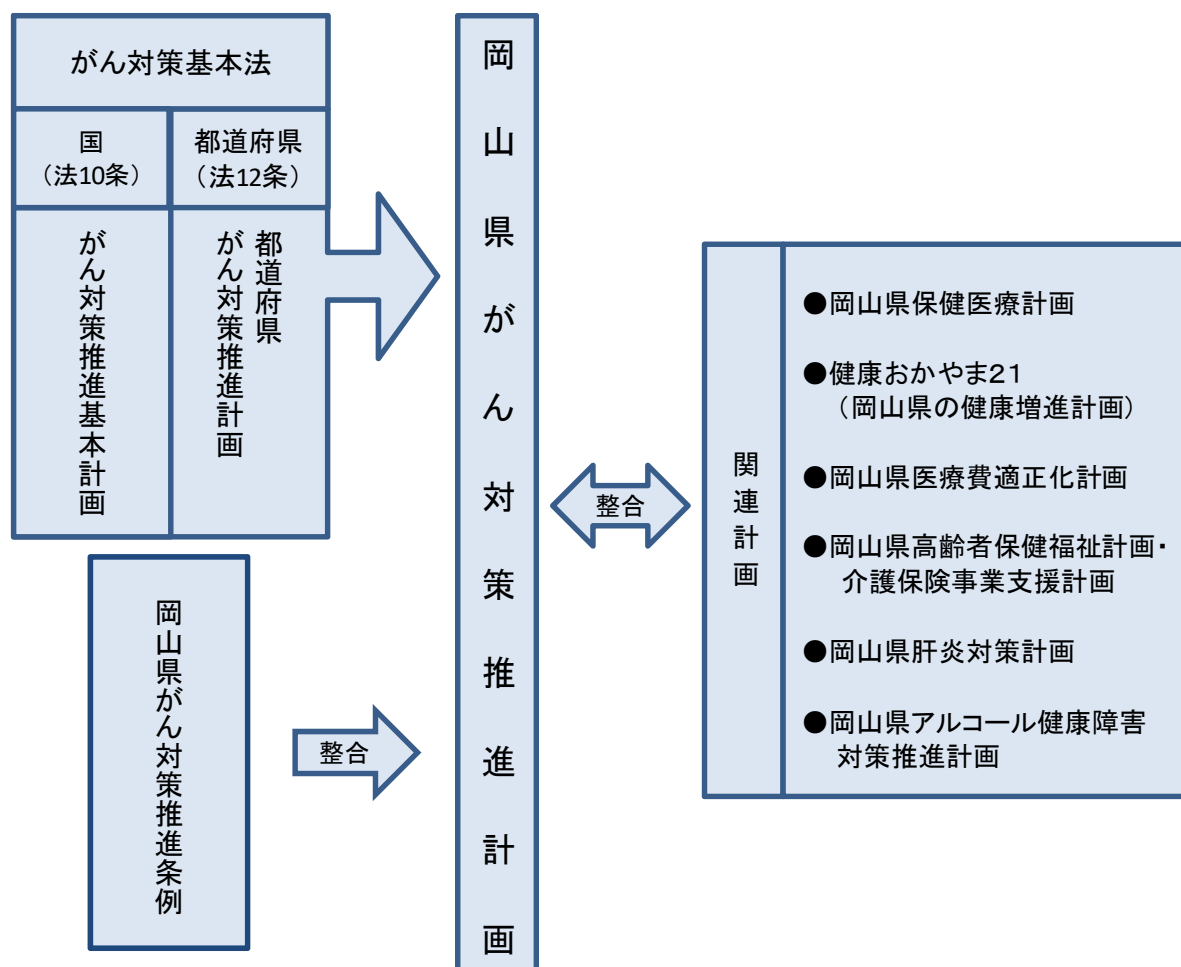 がん対策基本法
国
（法10条）
都道府県
（法12条）
がん対策推進基本計画
都道府県
がん対策推進計画
岡山県がん対策推進条例
整合
岡山県がん対策推進計画
整合
関連計画
●岡山県保健医療計画
●健康おかやま２１
（岡山県の健康増進計画）
●岡山県医療費適正化計画
●岡山県高齢者保健福祉計画・
介護保険事業支援計画
●岡山県肝炎対策計画
●岡山県アルコール健康障害
対策推進計画